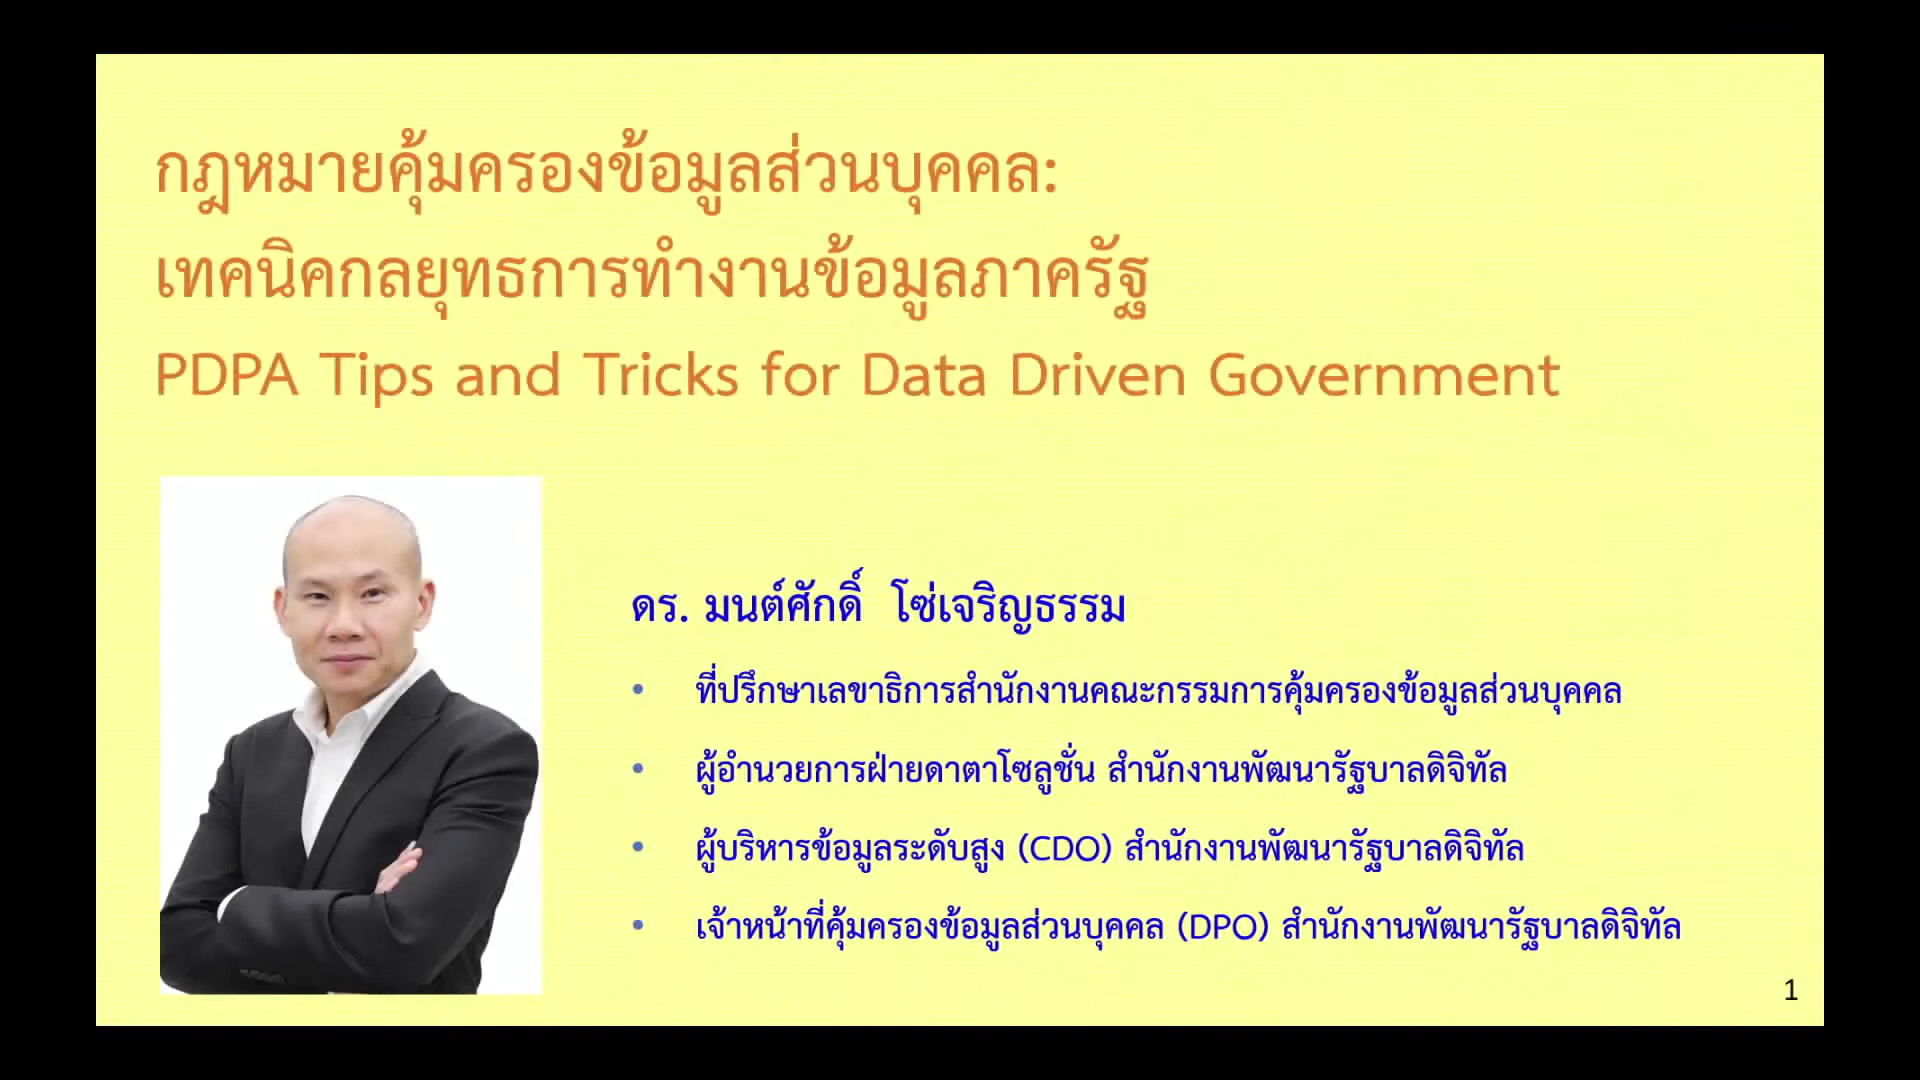 กฎหมายคุ้มครองข้อมูลส่วนบุคคล:
เทคนิคกลยุทธการทำงานข้อมูลภาครัฐ
PDPA Tips and Tricks for Data Driven Government
ดร. มนต์ศักดิ์ โซ่เจริญธรรม
• ที่ปรึกษาเลขาธิการสำนักงานคณะกรรมการคุ้มครองข้อมูลส่วนบุคคล
• ผู้อำนวยการฝ่ายดาตาโซลูชั่น สำนักงานพัฒนารัฐบาลดิจิทัล
• ผู้บริหารข้อมูลระดับสูง (CDO) สำนักงานพัฒนารัฐบาลดิจิทัล
• เจ้าหน้าที่คุ้มครองข้อมูลส่วนบุคคล (DPO) สำนักงานพัฒนารัฐบาลดิจิทัล
1